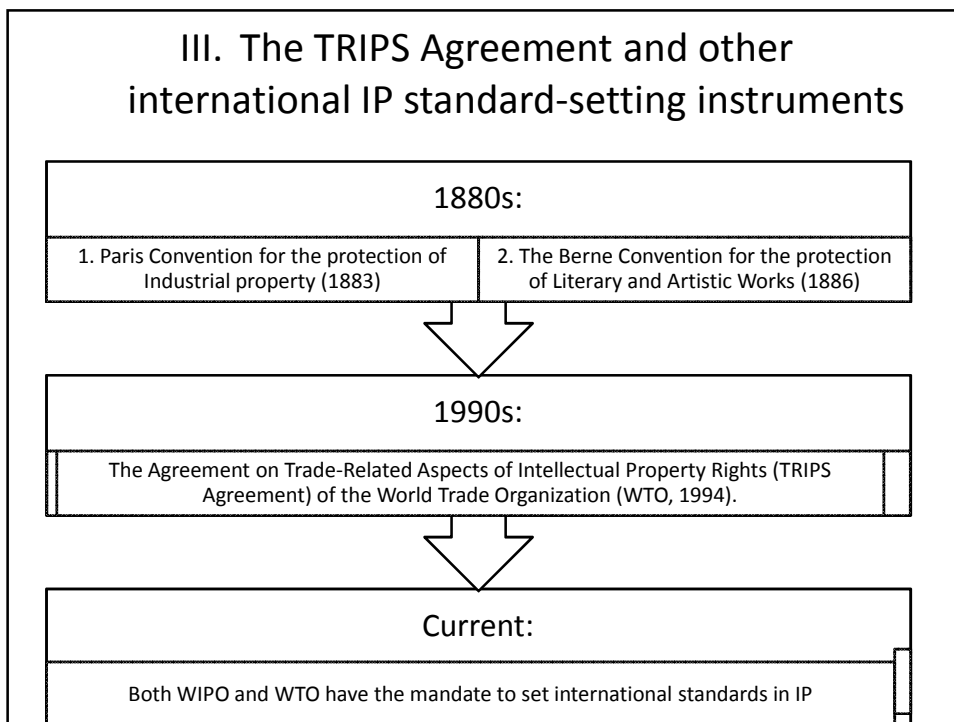 III. The TRIPS Agreement and other
international IP standard-setting instruments
1880s:
1. Paris Convention for the protection of
Industrial property (1883)
2. The Berne Convention for the protection
of Literary and Artistic Works (1886)
1990s:
The Agreement on Trade-Related Aspects of Intellectual Property Rights (TRIPS
Agreement) of the World Trade Organization (WTO, 1994).
Current:
Both WIPO and WTO have the mandate to set international standards in IP